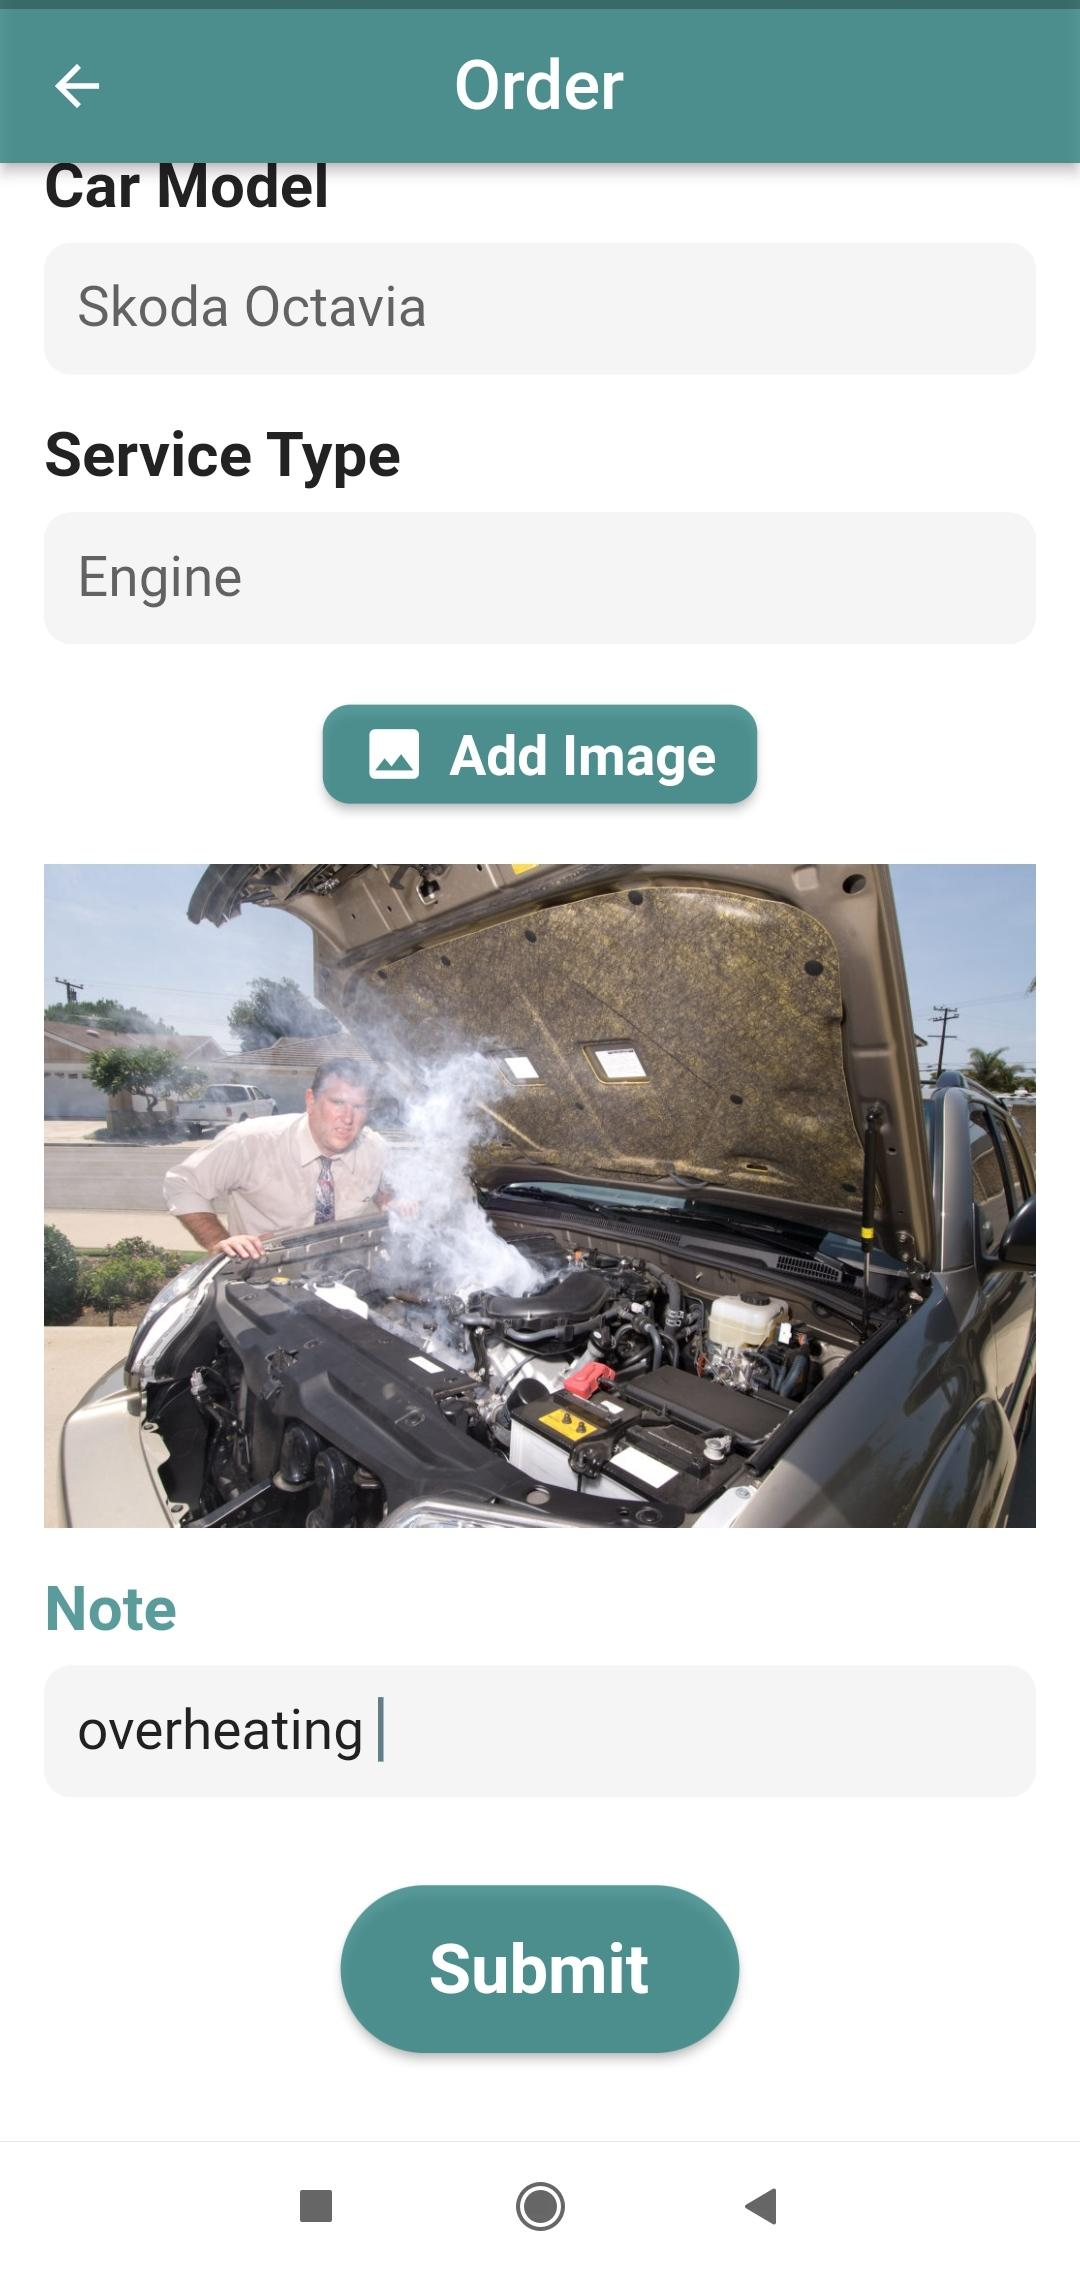 Order
Car Model
Skoda Octavia
Service Type
Engine
Add Image
Note
overheating
Submit